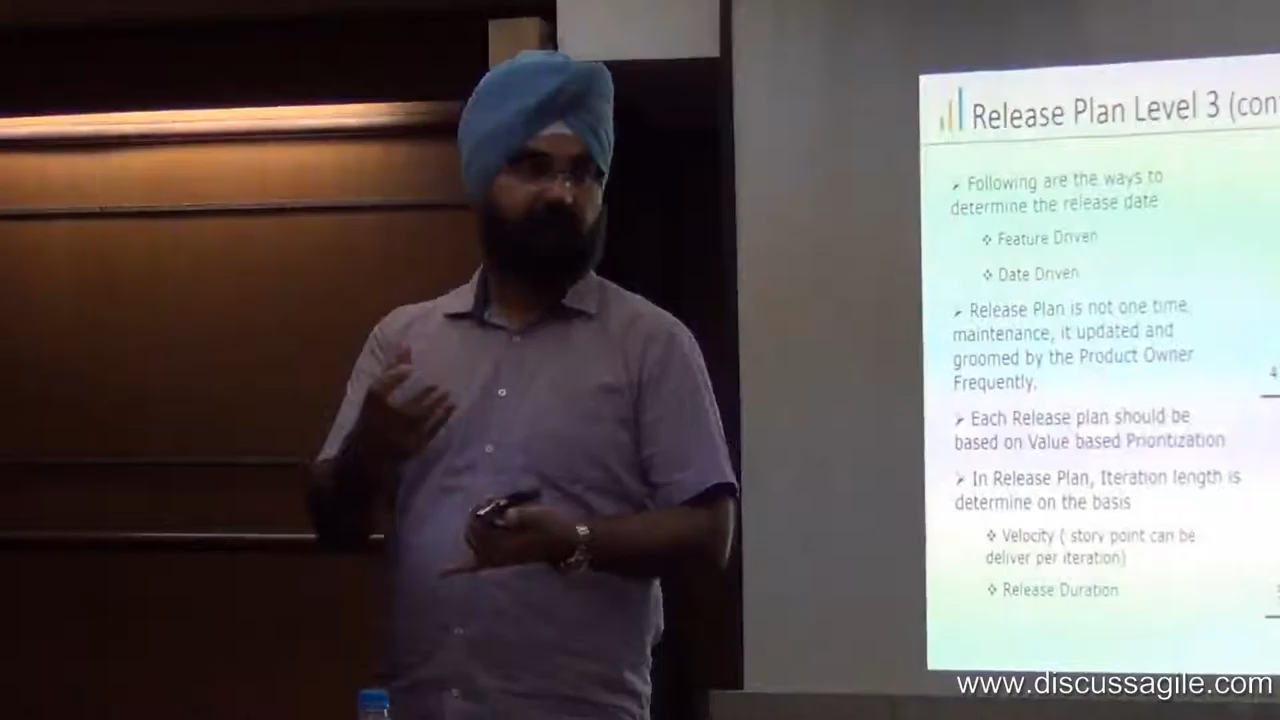 Release Plan Level 3 (con
➢ Following are the ways to
determine the release date
❖ Feature Driven
❖ Date Driven
➢ Release Plan is not one time
maintenance, it updated and
groomed by the Product Owner
Frequently.
➢ Each Release plan should be
based on Value based Prioritization
➢ In Release Plan, Iteration length is
determine on the basis
❖ Velocity ( story point can be
deliver per iteration)
❖ Release Duration
4
www.discussagile.com